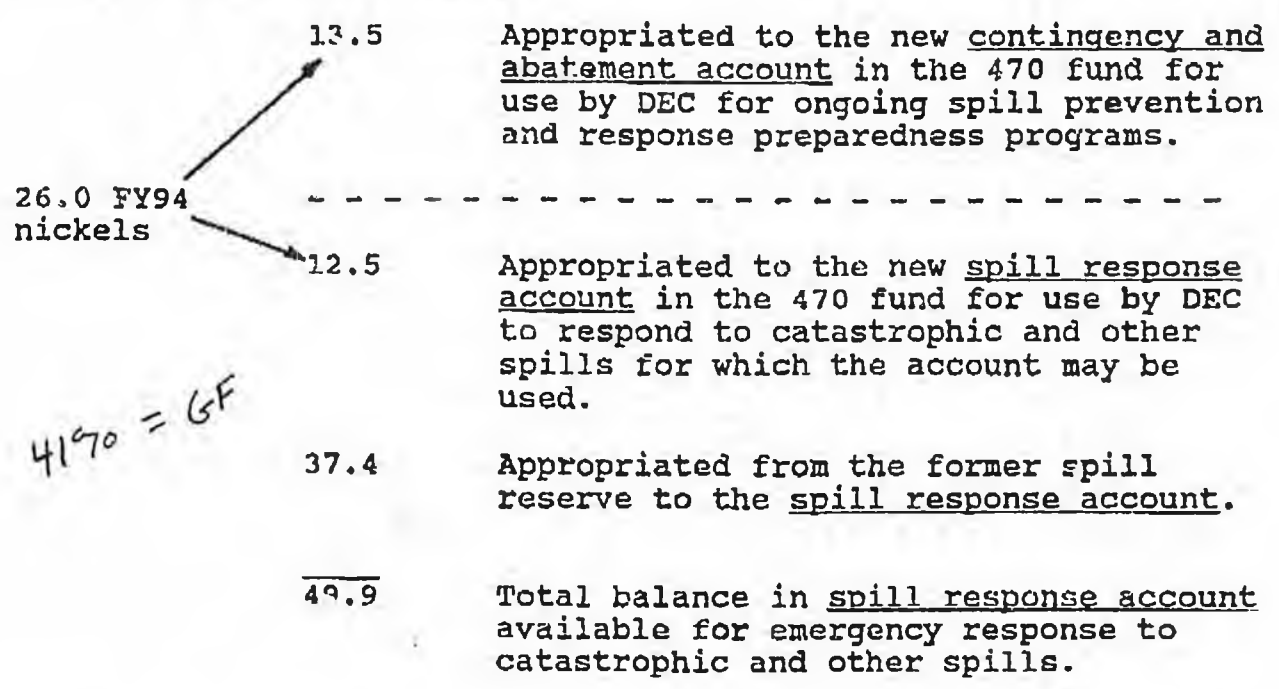 13.5 Appropriated to the new contingency and
abatement account in the 470 fund for
use by DEC for ongoing spill prevention
and response preparedness programs.
26.0 FY94
nickels
12.5 Appropriated to the new spill response
account in the 470 fund for use by DEC
to respond to catastrophic and other
spills for which the account may be
used.
41% = GF
37.4 Appropriated from the former spill
reserve to the spill response account.
49.9 Total balance in spill response account
available for emergency response to
catastrophic and other spills.